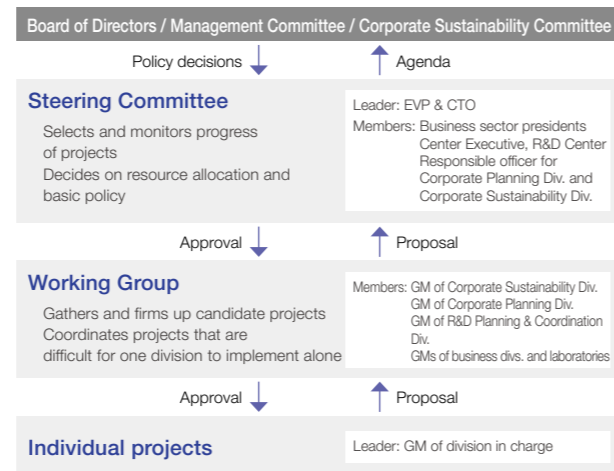 Board of Directors / Management Committee / Corporate Sustainability Committee
Policy decisions
Agenda
Steering Committee
Selects and monitors progress
of projects
Decides on resource allocation and
basic policy
Leader: EVP & CTO
Members: Business sector presidents
Center Executive, R&D Center
Responsible officer for
Corporate Planning Div. and
Corporate Sustainability Div.
Approval
Proposal
Working Group
Gathers and firms up candidate projects
Coordinates projects that are
difficult for one division to implement alone
Members: GM of Corporate Sustainability Div.
GM of Corporate Planning Div.
GM of R&D Planning & Coordination
Div.
GMs of business divs. and laboratories
Approval
Proposal
Individual projects
Leader: GM of division in charge